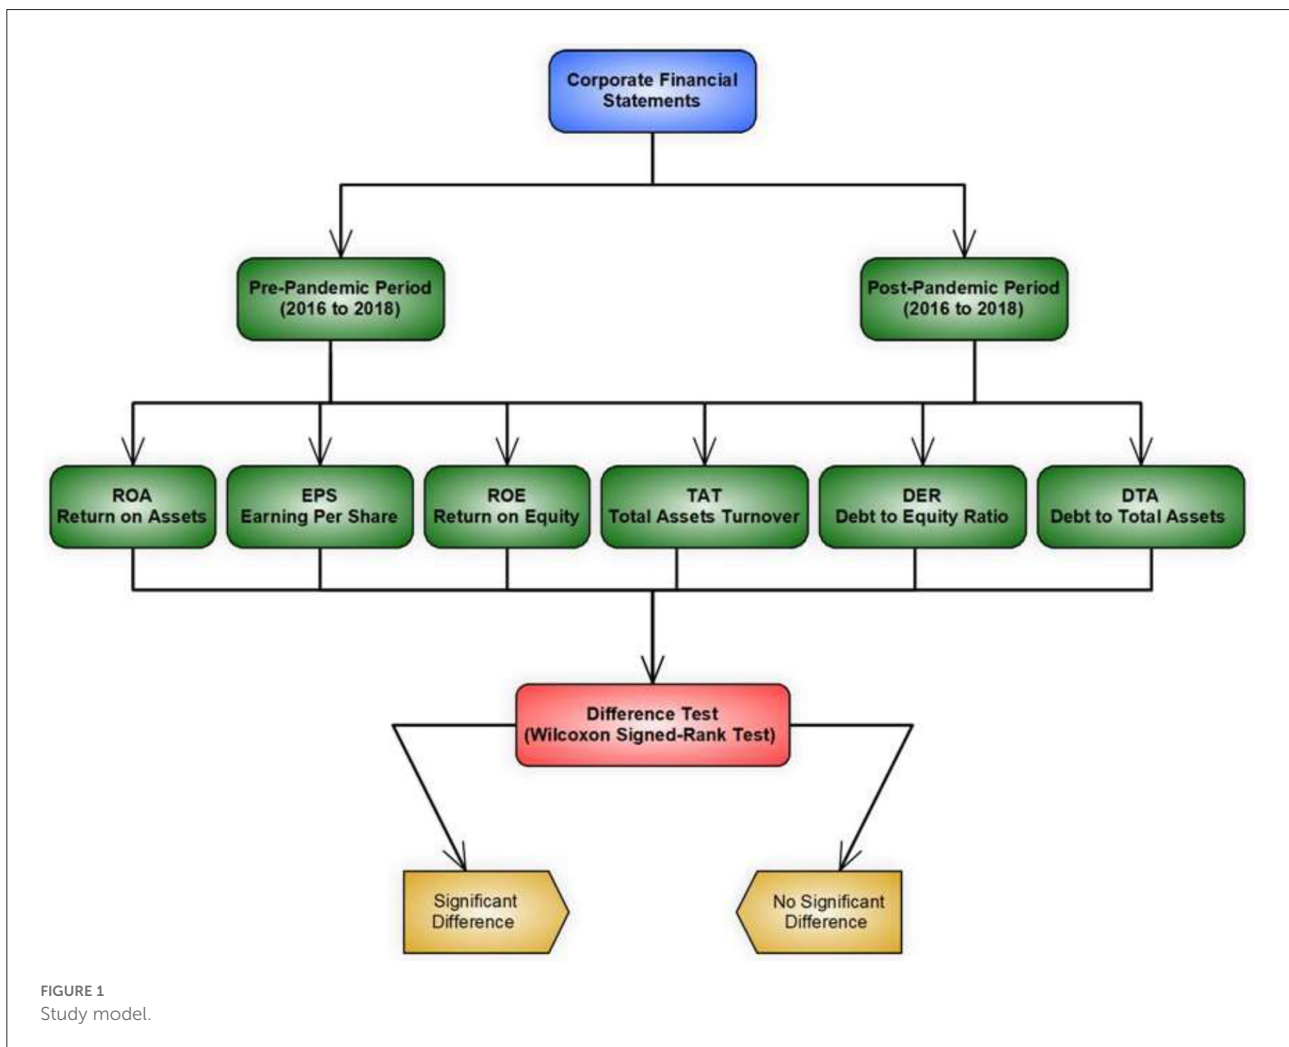 Corporate Financial
Statements
Pre-Pandemic Period
(2016 to 2018)
Post-Pandemic Period
(2016 to 2018)
ROA
Return on Assets
EPS
Earning Per Share
ROE
Return on Equity
TAT
Total Assets Turnover
DER
Debt to Equity Ratio
DTA
Debt to Total Assets
Difference Test
(Wilcoxon Signed-Rank Test)
Significant
Difference
No Significant
Difference
FIGURE 1
Study model.